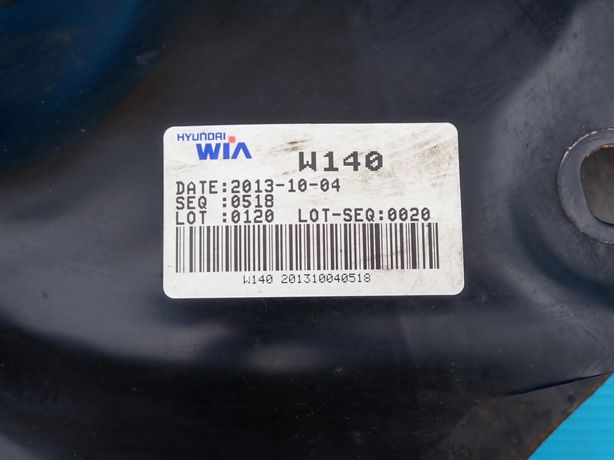 HYUNDAI
WIA W140
DATE:2013-10-04
SEQ :0518
LOT :0120 LOT-SEQ:0020
W140 201310040518